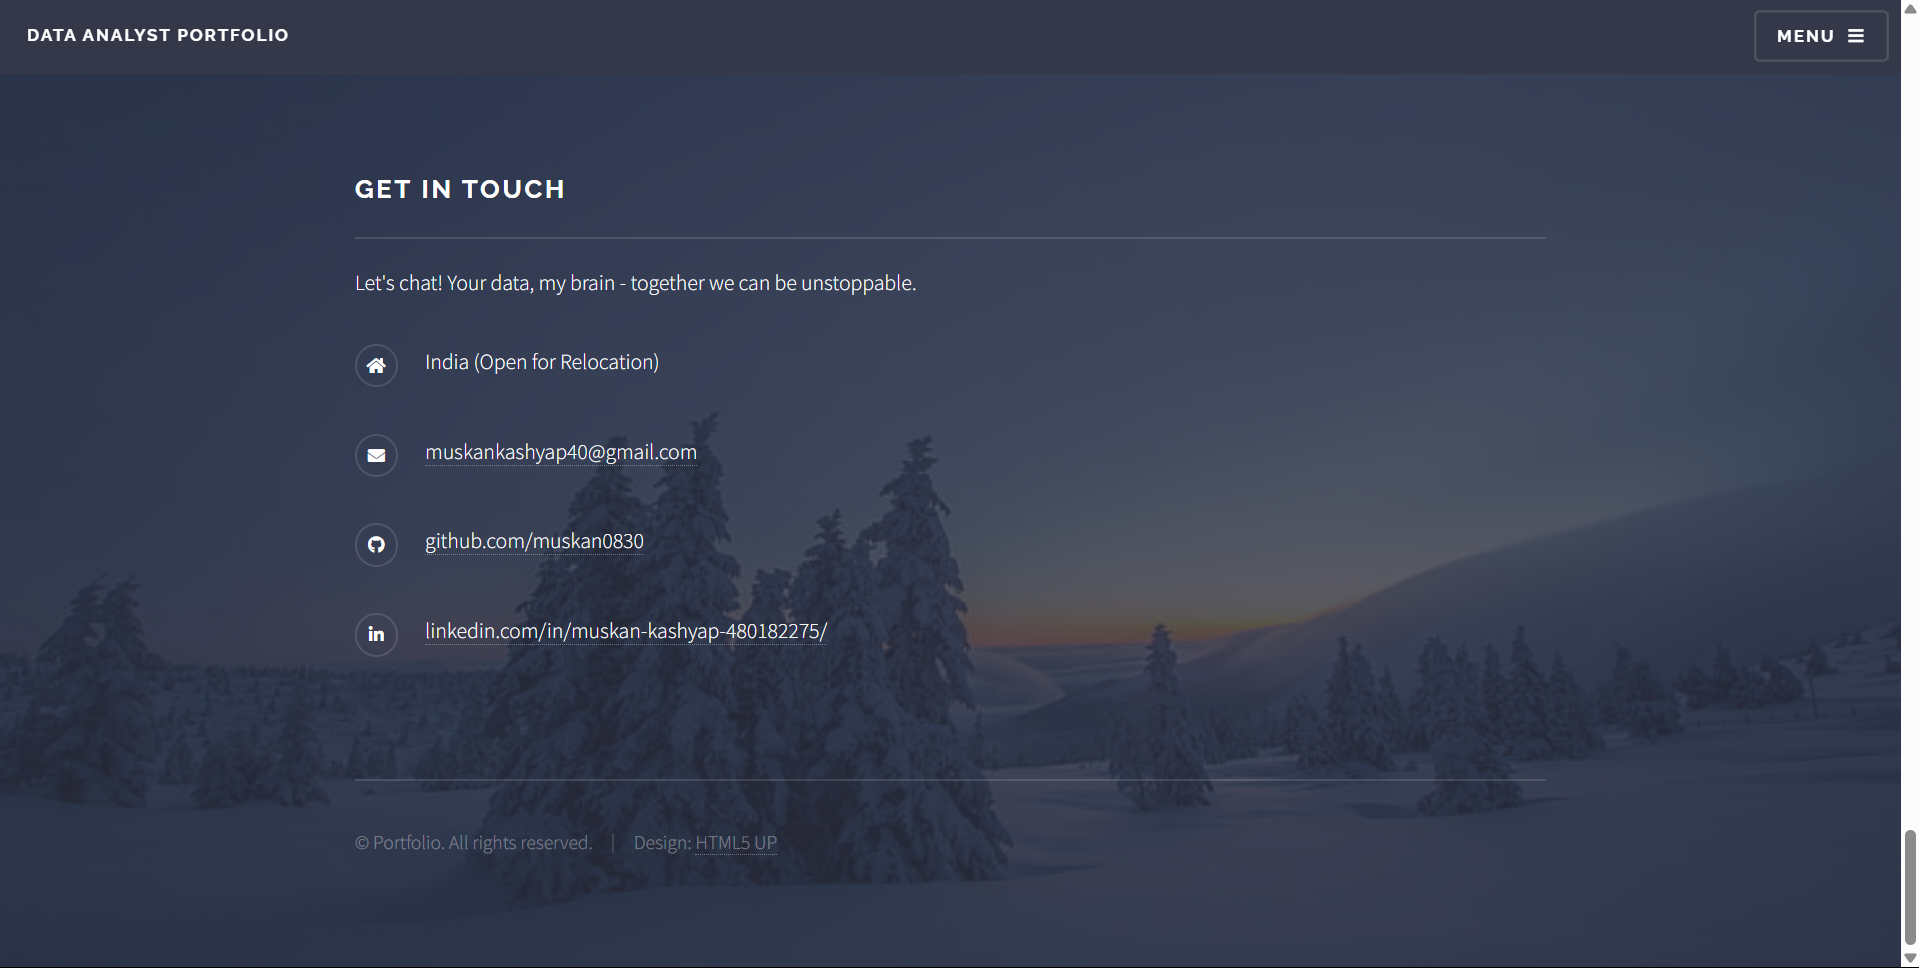 DATA ANALYST PORTFOLIO
MENU
GET IN TOUCH
Let's chat! Your data, my brain - together we can be unstoppable.
India (Open for Relocation)
muskankashyap40@gmail.com
github.com/muskan0830
linkedin.com/in/muskan-kashyap-480182275/
© Portfolio. All rights reserved. | Design: HTML5 UP